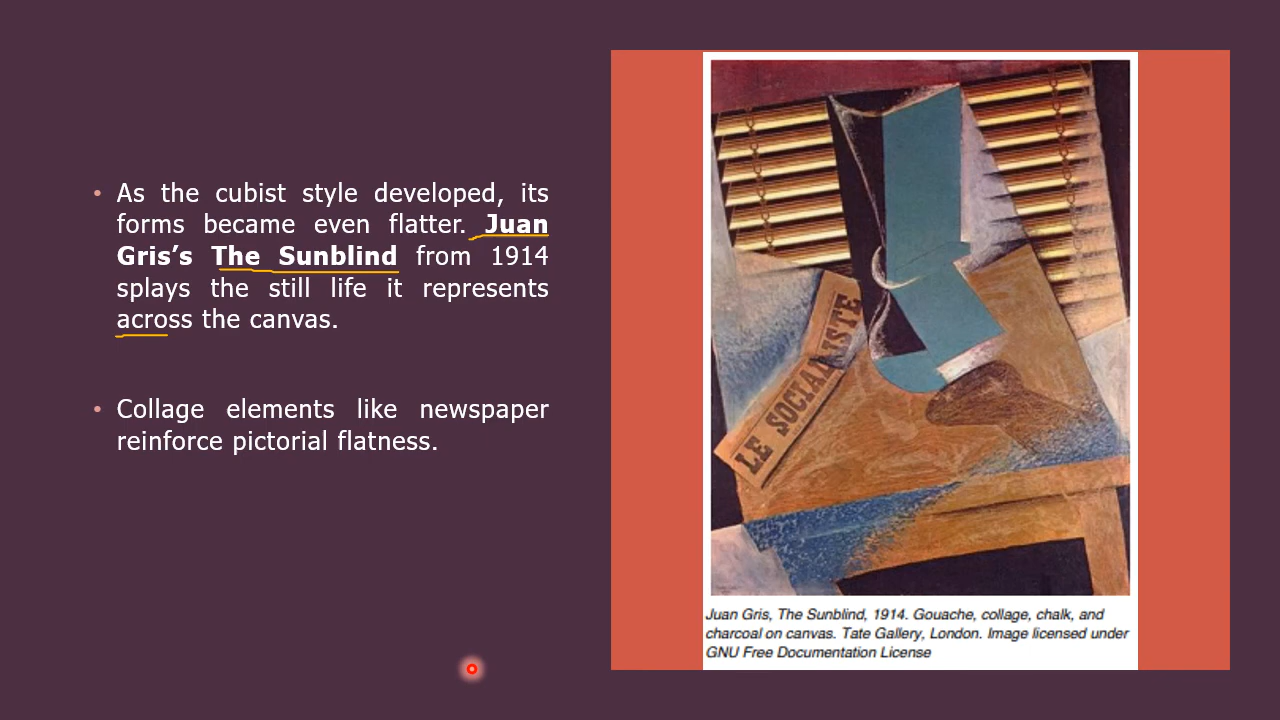 • As the cubist style developed, its
forms became even flatter. Juan
Gris’s The Sunblind from 1914
splays the still life it represents
across the canvas.
• Collage elements like newspaper
reinforce pictorial flatness.
LE SOCIALISTE
Juan Gris, The Sunblind, 1914. Gouache, collage, chalk, and
charcoal on canvas. Tate Gallery, London. Image licensed under
GNU Free Documentation License